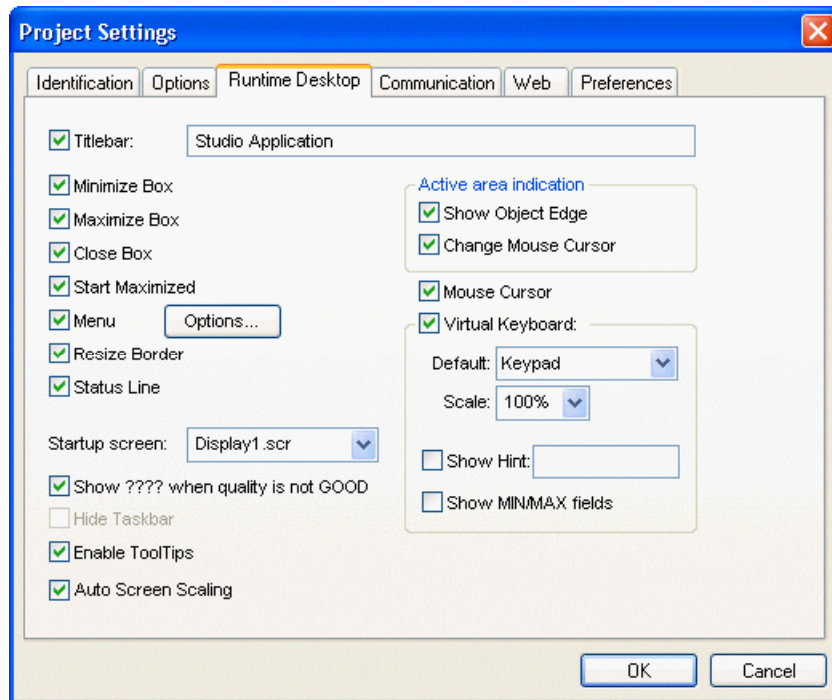 Project Settings
Identification
Options
Runtime Desktop
Communication
Web
Preferences
Titlebar:
Studio Application
Minimize Box
Maximize Box
Close Box
Start Maximized
Menu
Options...
Resize Border
Status Line
Startup screen:
Display1.scr
Show ???? when quality is not GOOD
Hide Taskbar
Enable ToolTips
Auto Screen Scaling
Active area indication
Show Object Edge
Change Mouse Cursor
Mouse Cursor
Virtual Keyboard:
Default:
Keypad
Scale:
100%
Show Hint:
Show MIN/MAX fields
OK
Cancel